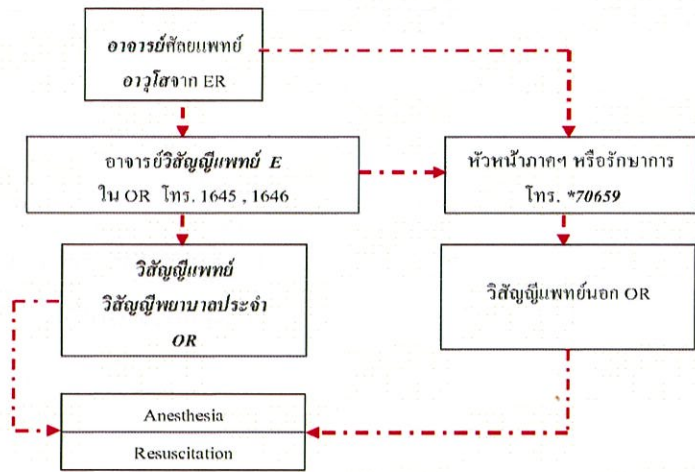 อาจารย์ศัลยแพทย์
อาวุโสจาก ER
อาจารย์วิสัญญีแพทย์ E
ใน OR โทร. 1645 , 1646
หัวหน้าภาคฯ หรือรักษาการ
โทร. *70659
วิสัญญีแพทย์
วิสัญญีพยาบาลประจำ
OR
วิสัญญีแพทย์นอก OR
Anesthesia
Resuscitation